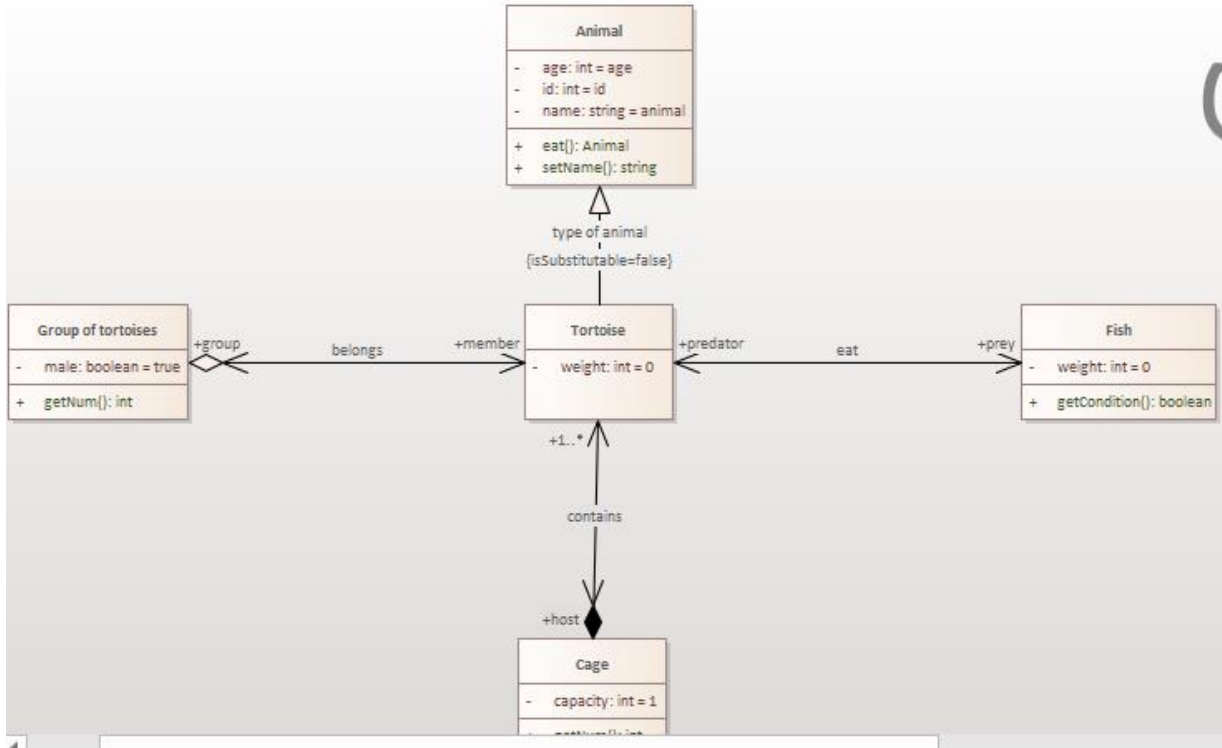 Animal
- age: int = age
- id: int = id
- name: string = animal
+ eat(): Animal
+ setName(): string
type of animal
{isSubstitutable=false}
Group of tortoises
- male: boolean = true
+ getNum(): int
+group
belongs
+member
Tortoise
- weight: int = 0
+predator
eat
+prey
Fish
- weight: int = 0
+ getCondition(): boolean
+1..*
contains
+host
Cage
- capacity: int = 1